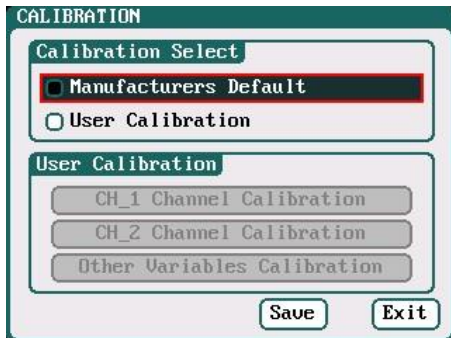 CALIBRATION
Calibration Select
Manufacturers Default
User Calibration
User Calibration
CH_1 Channel Calibration
CH_2 Channel Calibration
Other Variables Calibration
Save
Exit